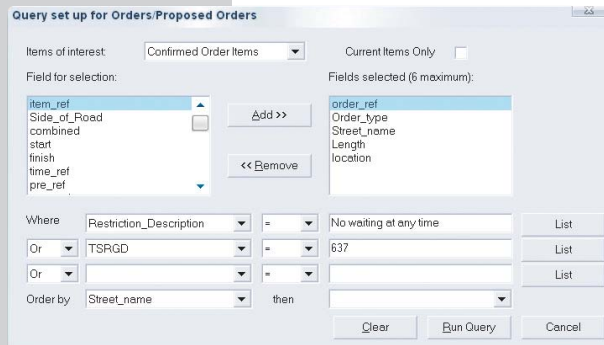 Query set up for Orders/Proposed Orders
Items of interest: Confirmed Order Items Current Items Only
Field for selection: Fields selected (6 maximum):
item_ref
Side_of_Road
combined
start
finish
time_ref
pre_ref
Add >>
<< Remove
order_ref
Order_type
Street_name
Length
location
Where Restriction_Description = No waiting at any time List
Or TSRGD = 637 List
Or = List
Order by Street_name then
Clear Run Query Cancel